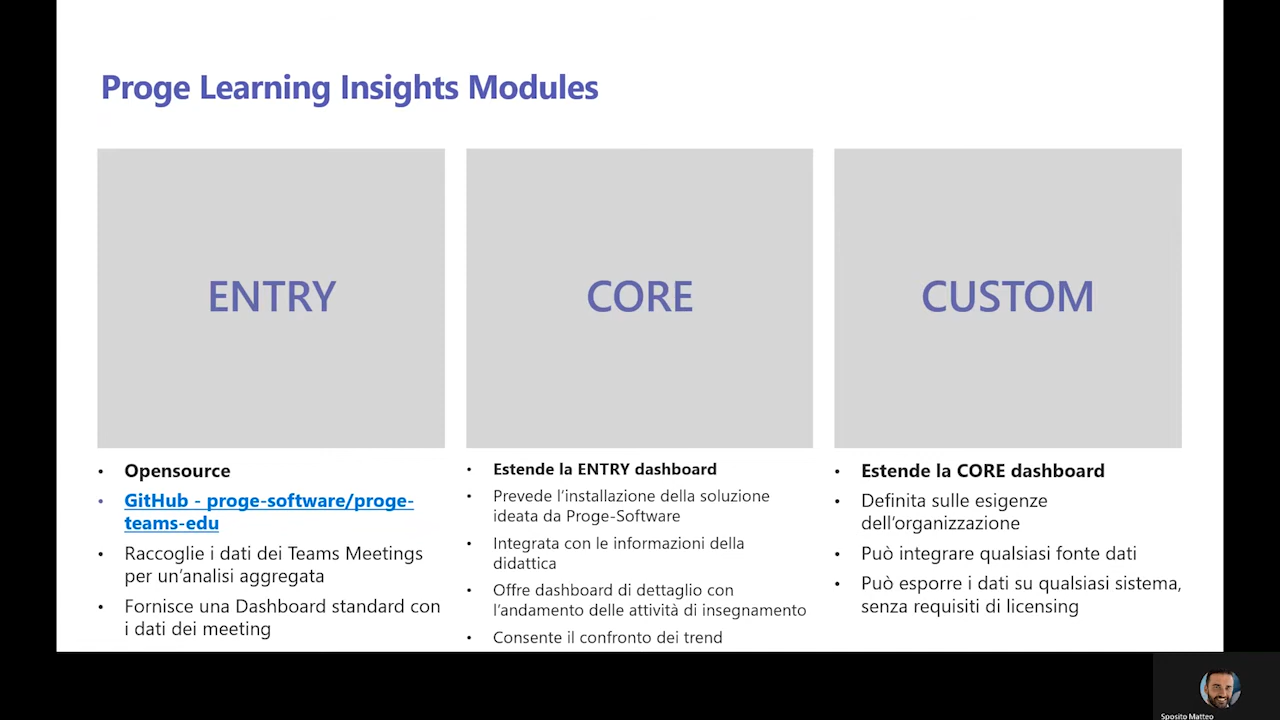 Proge Learning Insights Modules
ENTRY
CORE
CUSTOM
• Opensource
• GitHub - proge-software/proge-
teams-edu
• Raccoglie i dati dei Teams Meetings
per un'analisi aggregata
• Fornisce una Dashboard standard con
i dati dei meeting
• Estende la ENTRY dashboard
• Prevede l'installazione della soluzione
ideata da Proge-Software
• Integrata con le informazioni della
didattica
• Offre dashboard di dettaglio con
l'andamento delle attività di insegnamento
• Consente il confronto dei trend
• Estende la CORE dashboard
• Definita sulle esigenze
dell'organizzazione
• Può integrare qualsiasi fonte dati
• Può esporre i dati su qualsiasi sistema,
senza requisiti di licensing
Sposito Matteo